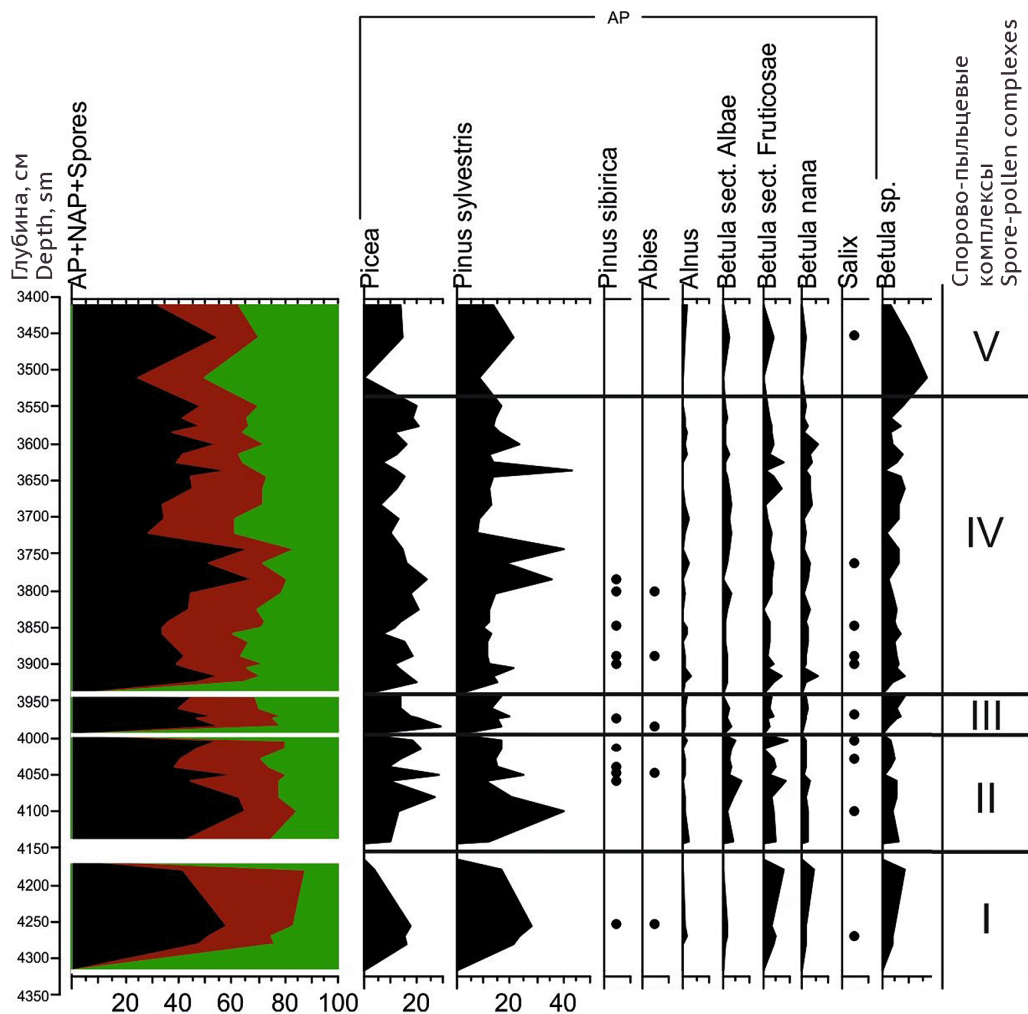 AP
Глубина, см
Depth, sm
AP+NAP+Spores
Picea
Pinus sylvestris
Pinus sibirica
Abies
Alnus
Betula sect. Albae
Betula sect. Fruticosae
Betula nana
Salix
Betula sp.
Спорово-пыльцевые
комплексы
Spore-pollen complexes
3400
3450
3500
3550
3600
3650
3700
3750
3800
3850
3900
3950
4000
4050
4100
4150
4200
4250
4300
4350
V
IV
III
II
I
20 40 60 80 100 20 20 40